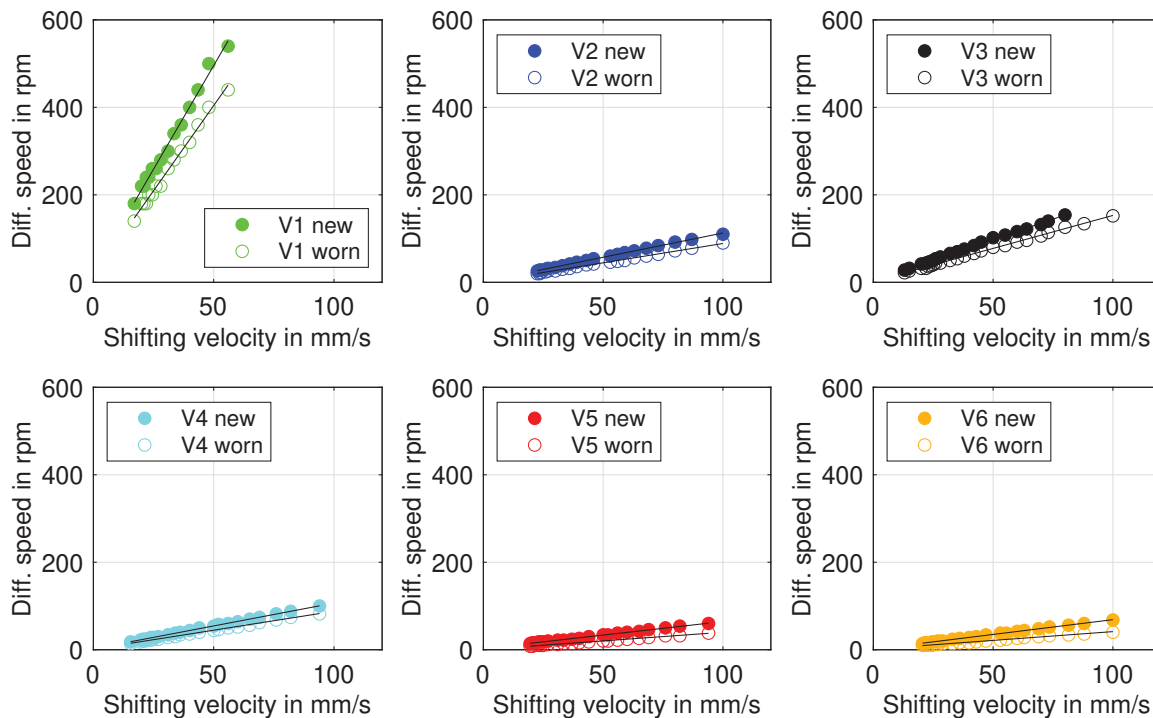 600
400
200
0
Diff. speed in rpm
V1 new
V1 worn
0
50
100
Shifting velocity in mm/s
600
400
200
0
Diff. speed in rpm
V2 new
V2 worn
0
50
100
Shifting velocity in mm/s
600
400
200
0
Diff. speed in rpm
V3 new
V3 worn
0
50
100
Shifting velocity in mm/s
600
400
200
0
Diff. speed in rpm
V4 new
V4 worn
0
50
100
Shifting velocity in mm/s
600
400
200
0
Diff. speed in rpm
V5 new
V5 worn
0
50
100
Shifting velocity in mm/s
600
400
200
0
Diff. speed in rpm
V6 new
V6 worn
0
50
100
Shifting velocity in mm/s